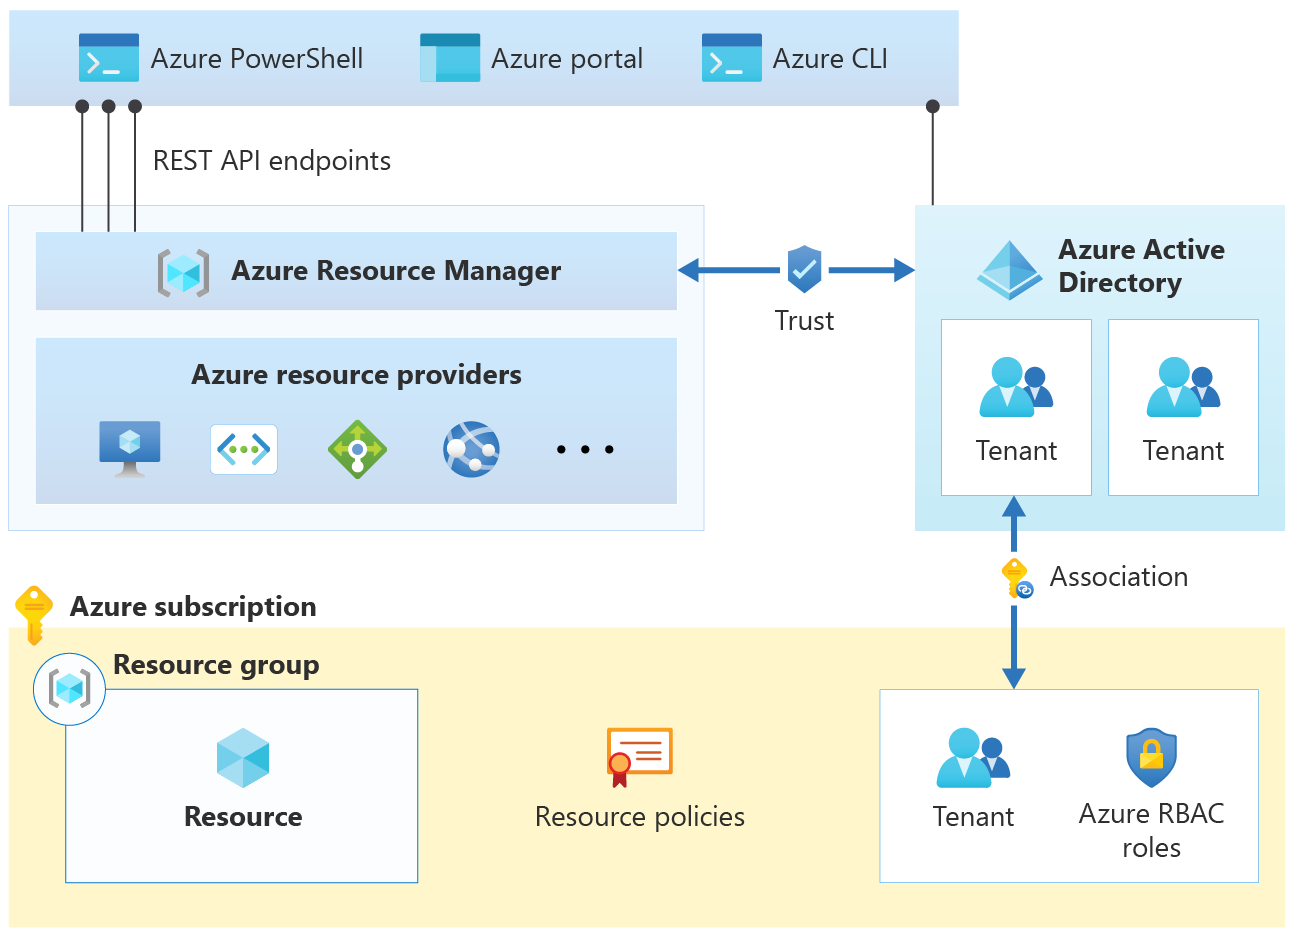 Azure PowerShell
Azure portal
Azure CLI
REST API endpoints
Azure Resource Manager
Trust
Azure Active
Directory
Azure resource providers
Tenant
Tenant
Association
Azure subscription
Resource group
Resource
Resource policies
Tenant
Azure RBAC
roles